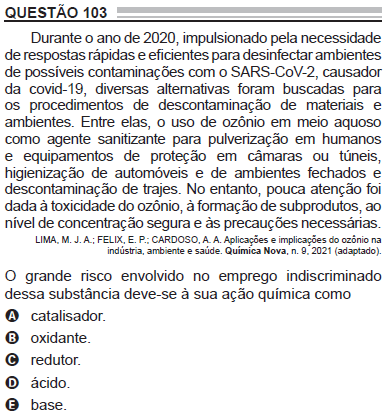 QUESTÃO 103
Durante o ano de 2020, impulsionado pela necessidade
de respostas rápidas e eficientes para desinfectar ambientes
de possíveis contaminações com o SARS-CoV-2, causador
da covid-19, diversas alternativas foram buscadas para
os procedimentos de descontaminação de materiais e
ambientes. Entre elas, o uso de ozônio em meio aquoso
como agente sanitizante para pulverização em humanos
e equipamentos de proteção em câmaras ou túneis,
higienização de automóveis e de ambientes fechados e
descontaminação de trajes. No entanto, pouca atenção foi
dada à toxicidade do ozônio, à formação de subprodutos, ao
nível de concentração segura e às precauções necessárias.
LIMA, M. J. A.; FELIX, E. P.; CARDOSO, A. A. Aplicações e implicações do ozônio na
indústria, ambiente e saúde. Química Nova, n. 9, 2021 (adaptado).
O grande risco envolvido no emprego indiscriminado
dessa substância deve-se à sua ação química como
A catalisador.
B oxidante.
C redutor.
D ácido.
E base.